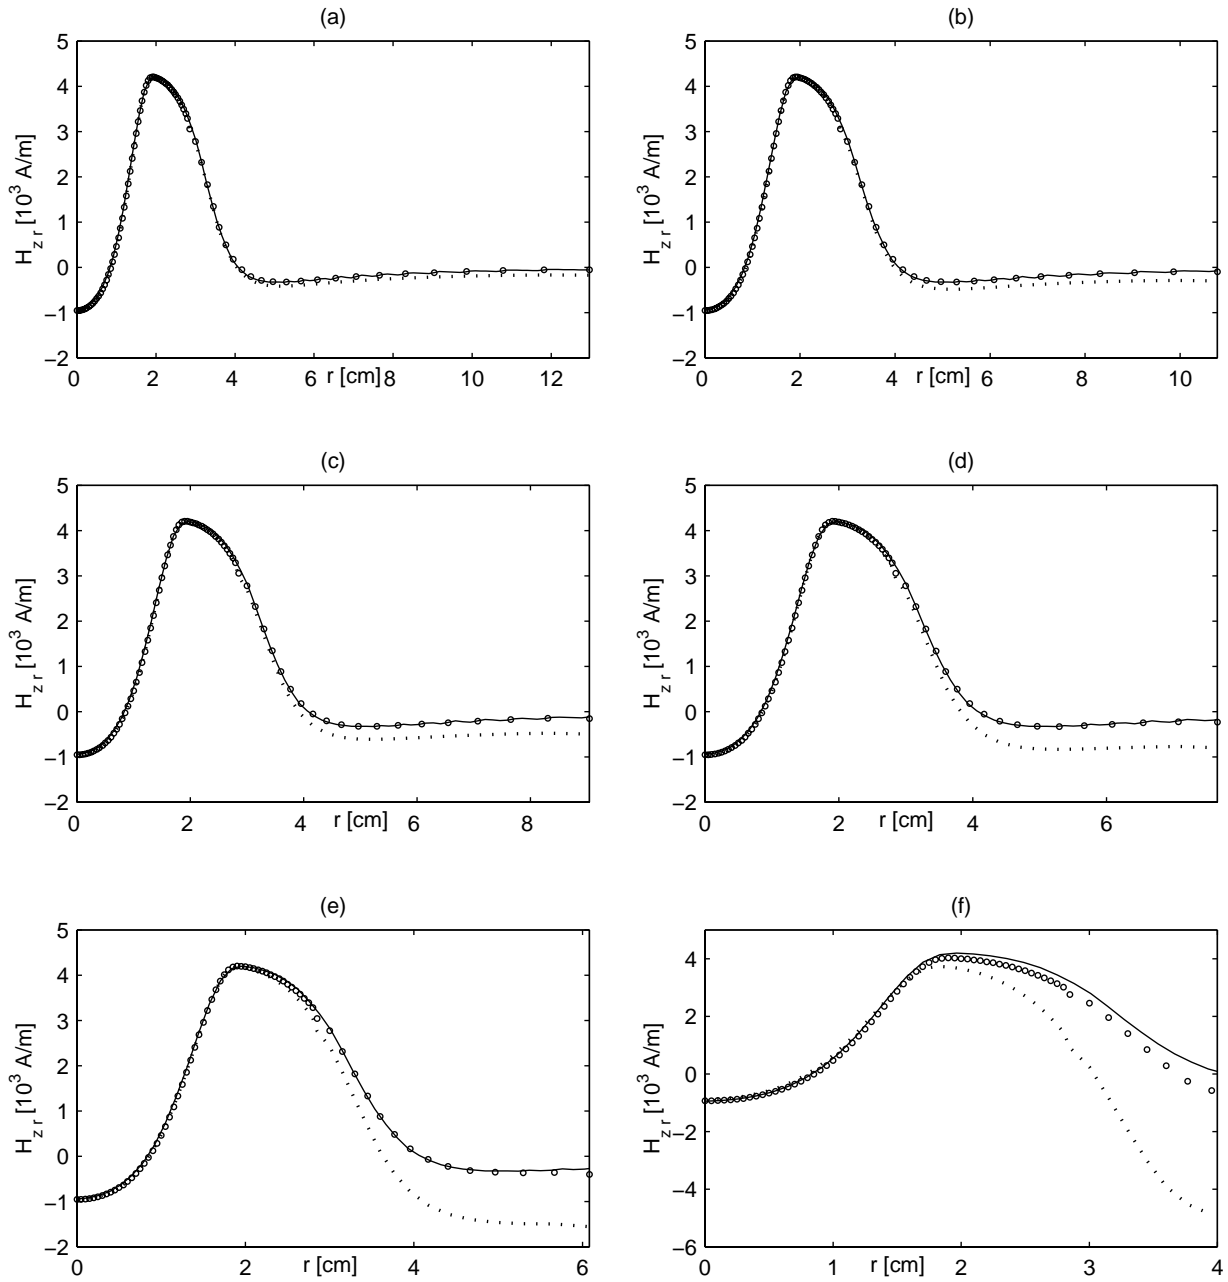 (a)
5
4
3
2
1
0
−1
−2
H_{z r} [10^3 A/m]
0 2 4 6 8 10 12
r [cm]
(b)
5
4
3
2
1
0
−1
−2
H_{z r} [10^3 A/m]
0 2 4 6 8 10
r [cm]
(c)
5
4
3
2
1
0
−1
−2
H_{z r} [10^3 A/m]
0 2 4 6 8
r [cm]
(d)
5
4
3
2
1
0
−1
−2
H_{z r} [10^3 A/m]
0 2 4 6
r [cm]
(e)
5
4
3
2
1
0
−1
−2
H_{z r} [10^3 A/m]
0 2 4 6
r [cm]
(f)
4
2
0
−2
−4
−6
H_{z r} [10^3 A/m]
0 1 2 3 4
r [cm]